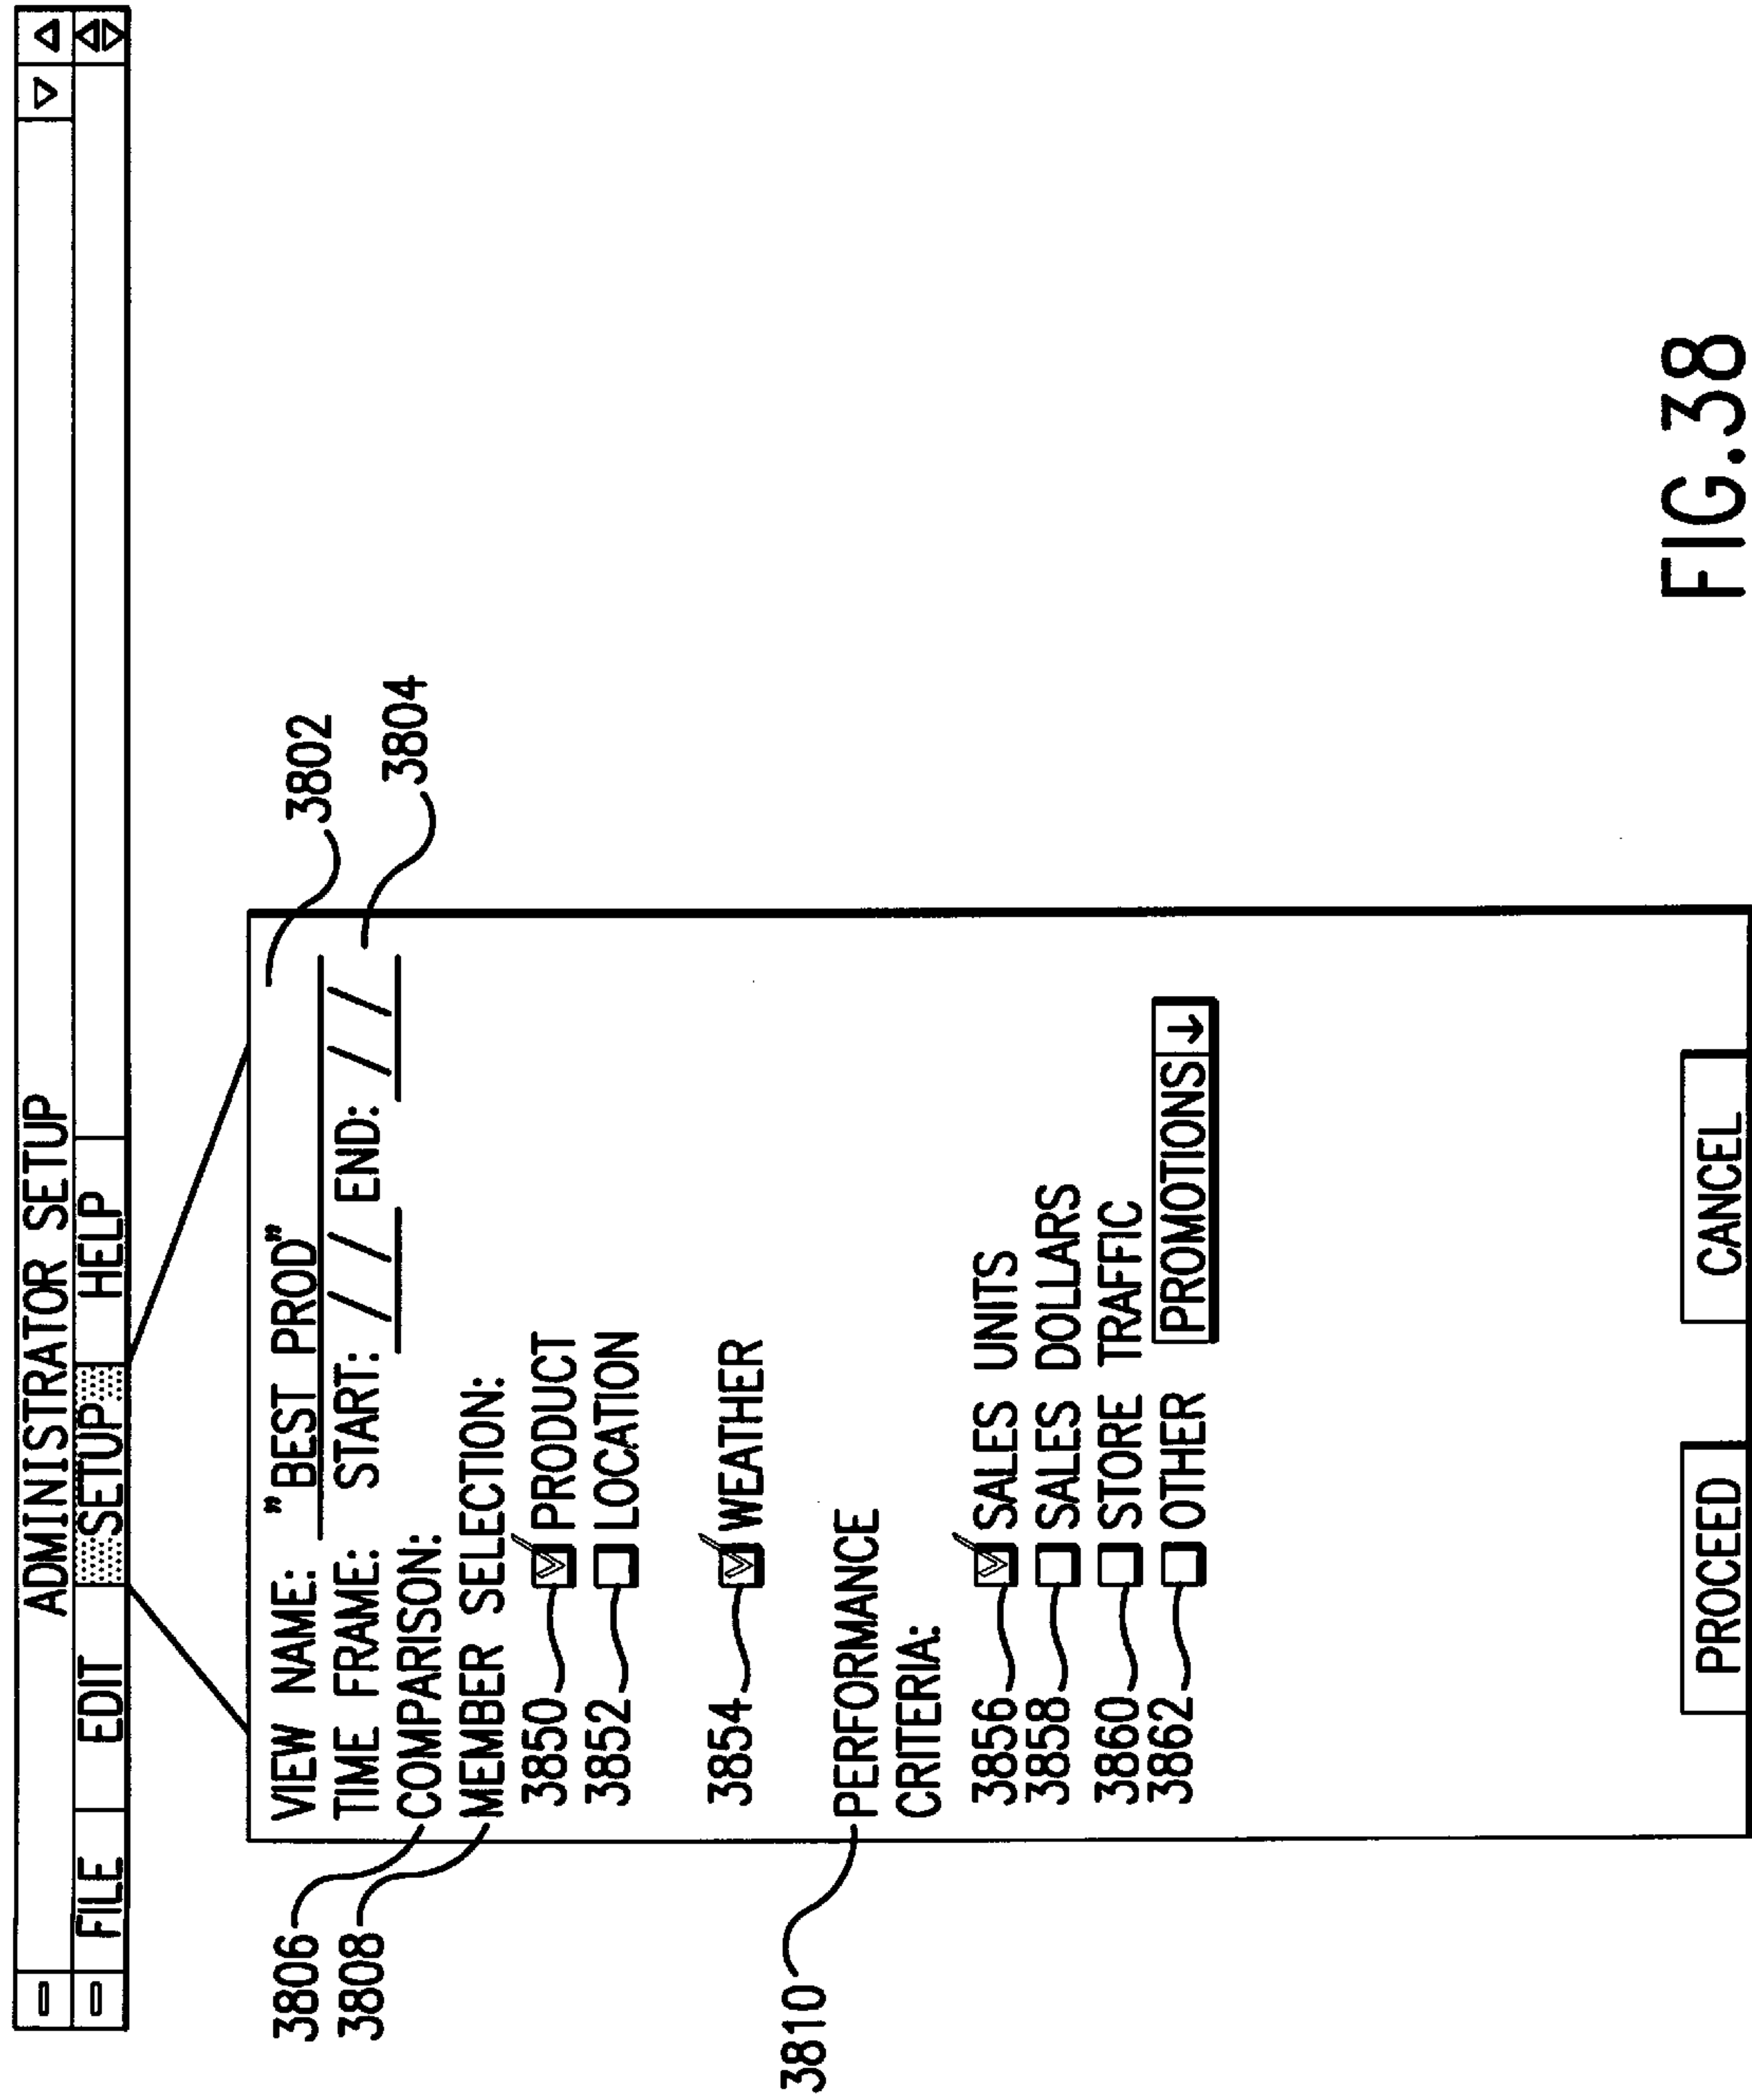 ADMINISTRATOR SETUP
FILE EDIT SETUP HELP
VIEW NAME: "BEST PROD"
3802
TIME FRAME: START: / / END: / /
3804
3806 COMPARISON:
3808 MEMBER SELECTION:
3850 PRODUCT
3852 LOCATION
3854 WEATHER
3810 PERFORMANCE
CRITERIA:
3856 SALES UNITS
3858 SALES DOLLARS
3860 STORE TRAFFIC
3862 OTHER PROMOTIONS
PROCEED CANCEL
FIG.38